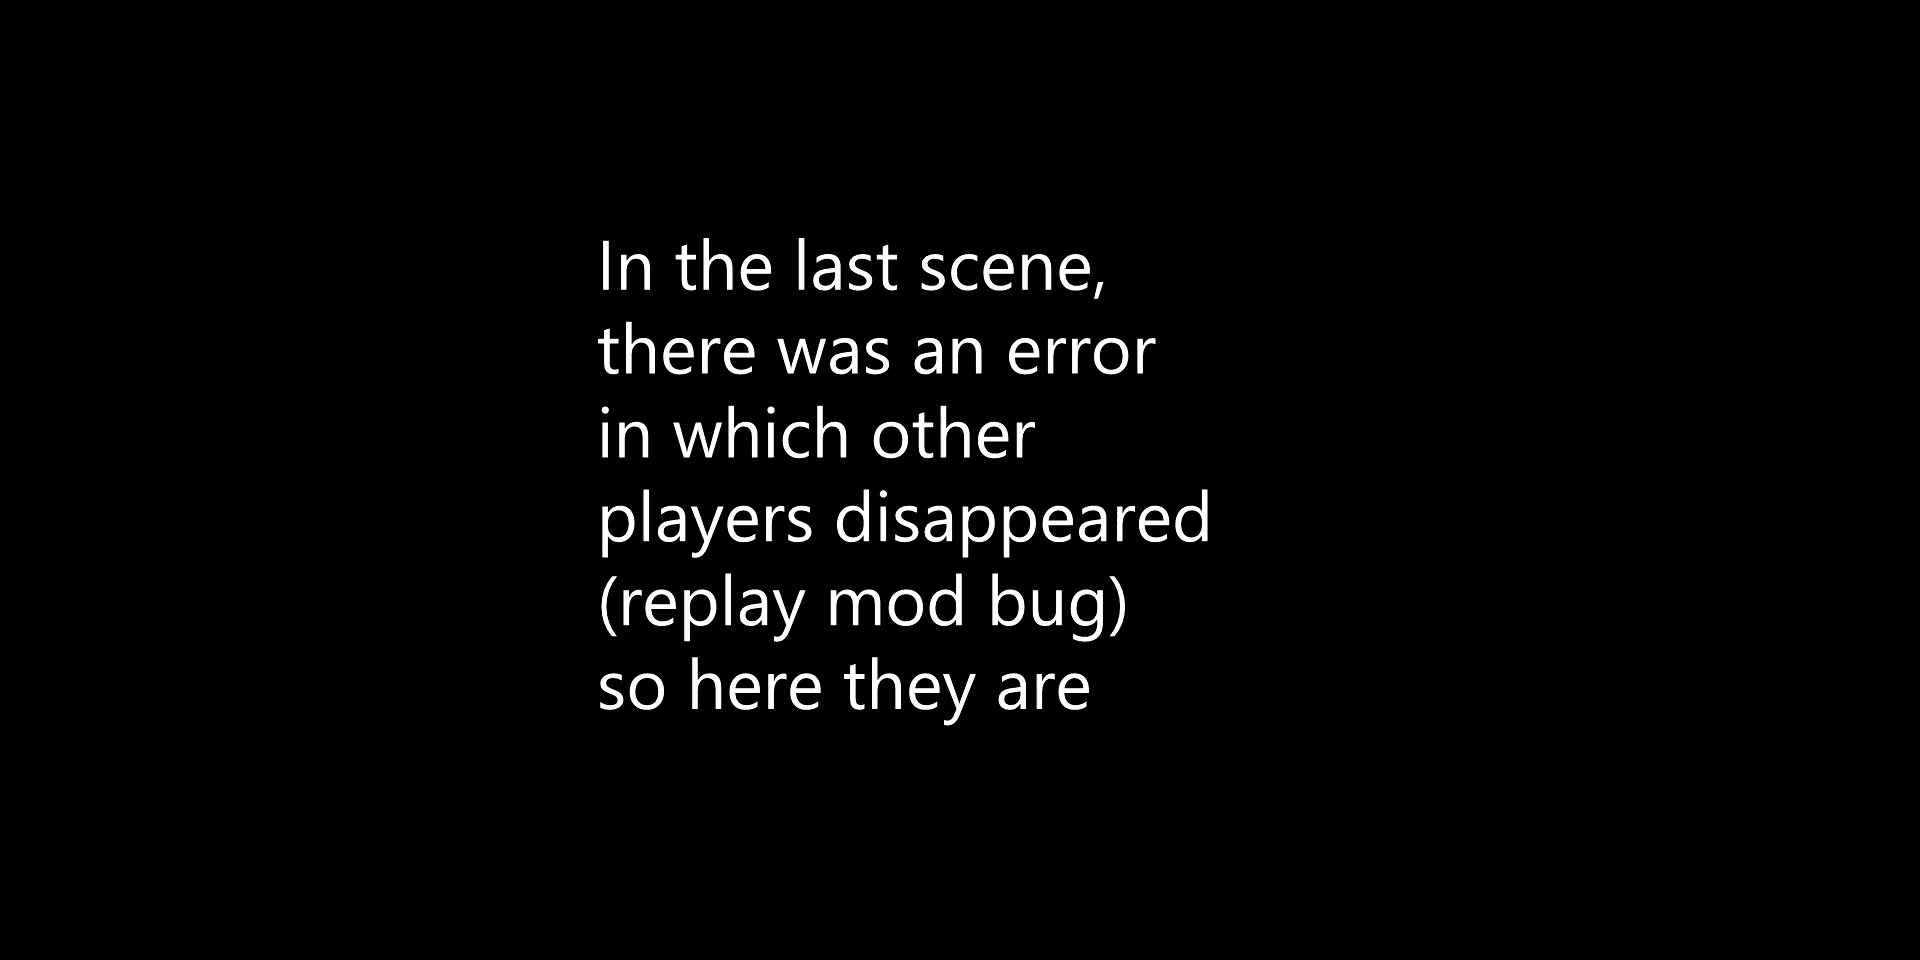 In the last scene,
there was an error
in which other
players disappeared
(replay mod bug)
so here they are